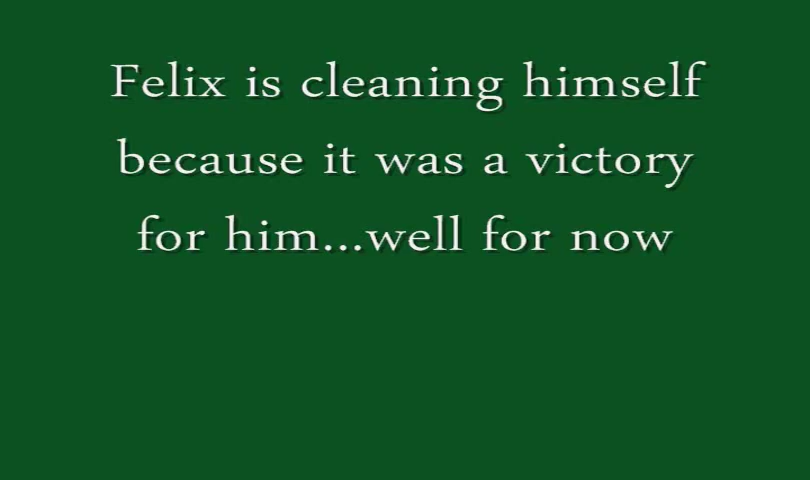 Felix is cleaning himself
because it was a victory
for him...well for now